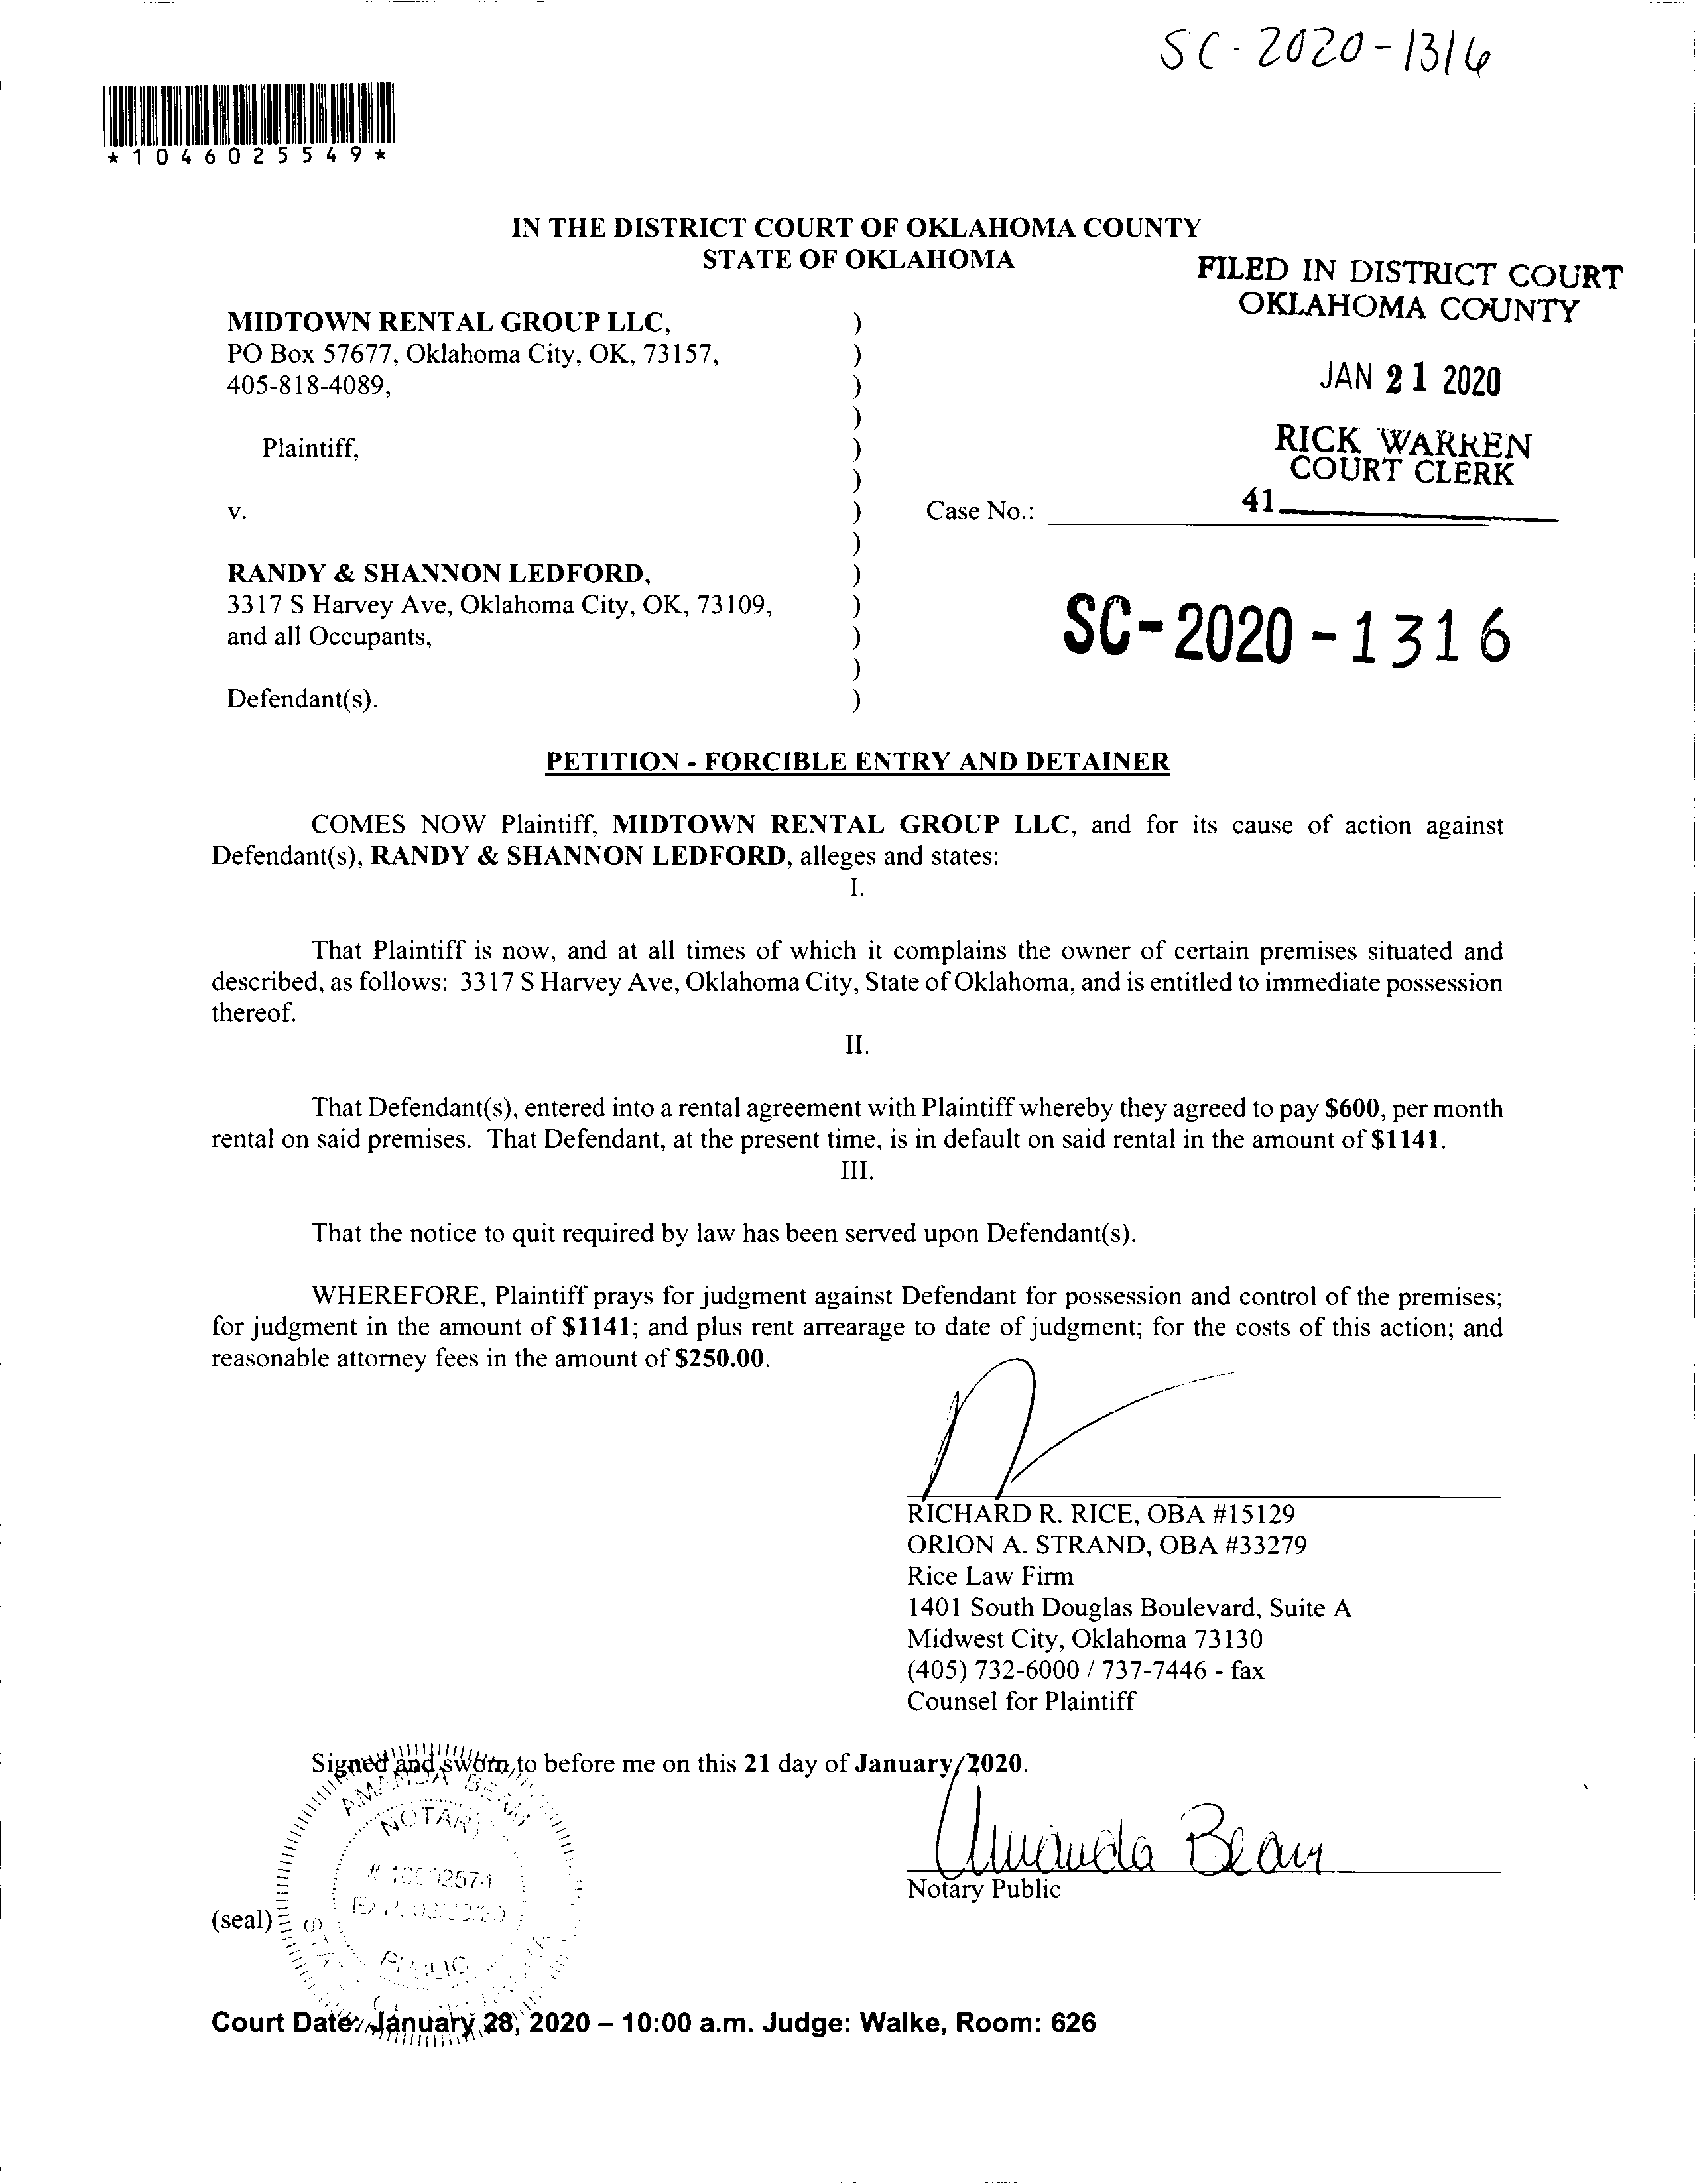 SC-2020-1316
*1046025549*
IN THE DISTRICT COURT OF OKLAHOMA COUNTY
STATE OF OKLAHOMA
FILED IN DISTRICT COURT
OKLAHOMA COUNTY
JAN 21 2020
RICK WARREN
COURT CLERK
41
MIDTOWN RENTAL GROUP LLC, )
PO Box 57677, Oklahoma City, OK, 73157, )
405-818-4089, )
)
Plaintiff, )
)
v. ) Case No.:
)
RANDY & SHANNON LEDFORD, )
3317 S Harvey Ave, Oklahoma City, OK, 73109, )
and all Occupants, )
)
Defendant(s). )
SC-2020-1316
PETITION - FORCIBLE ENTRY AND DETAINER
COMES NOW Plaintiff, MIDTOWN RENTAL GROUP LLC, and for its cause of action against
Defendant(s), RANDY & SHANNON LEDFORD, alleges and states:
I.
That Plaintiff is now, and at all times of which it complains the owner of certain premises situated and
described, as follows: 3317 S Harvey Ave, Oklahoma City, State of Oklahoma, and is entitled to immediate possession
thereof.
II.
That Defendant(s), entered into a rental agreement with Plaintiff whereby they agreed to pay $600, per month
rental on said premises. That Defendant, at the present time, is in default on said rental in the amount of $1141.
III.
That the notice to quit required by law has been served upon Defendant(s).
WHEREFORE, Plaintiff prays for judgment against Defendant for possession and control of the premises;
for judgment in the amount of $1141; and plus rent arrearage to date of judgment; for the costs of this action; and
reasonable attorney fees in the amount of $250.00.
RICHARD R. RICE, OBA #15129
ORION A. STRAND, OBA #33279
Rice Law Firm
1401 South Douglas Boulevard, Suite A
Midwest City, Oklahoma 73130
(405) 732-6000 / 737-7446 - fax
Counsel for Plaintiff
Signed and sworn to before me on this 21 day of January, 2020.
AMANDA BEAN
NOTARY
PUBLIC
Amanda Bean
Notary Public
(seal)
Court Date: January 28, 2020 – 10:00 a.m. Judge: Walke, Room: 626